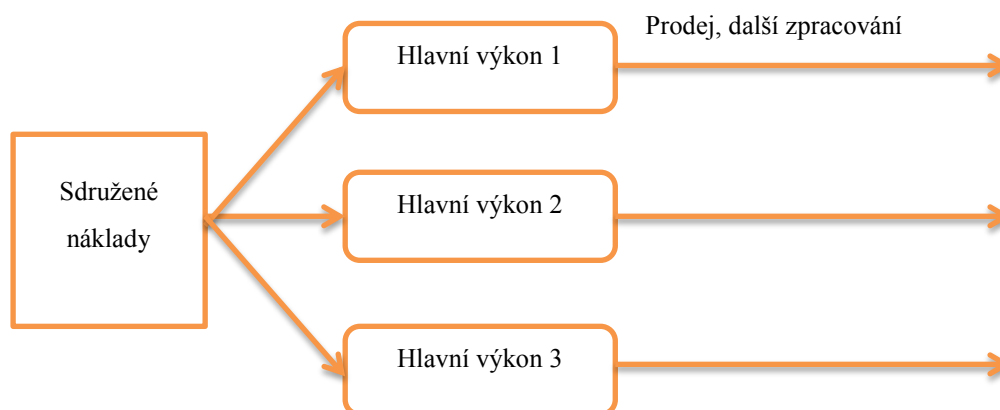 Prodej, další zpracování
Hlavní výkon 1
Sdružené
náklady
Hlavní výkon 2
Hlavní výkon 3